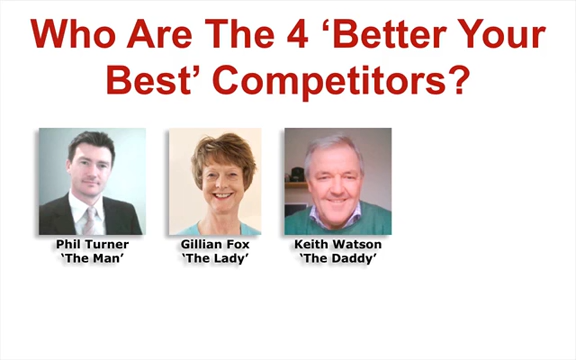 Who Are The 4 ‘Better Your
Best’ Competitors?
Phil Turner Gillian Fox Keith Watson
‘The Man’ ‘The Lady’ ‘The Daddy’